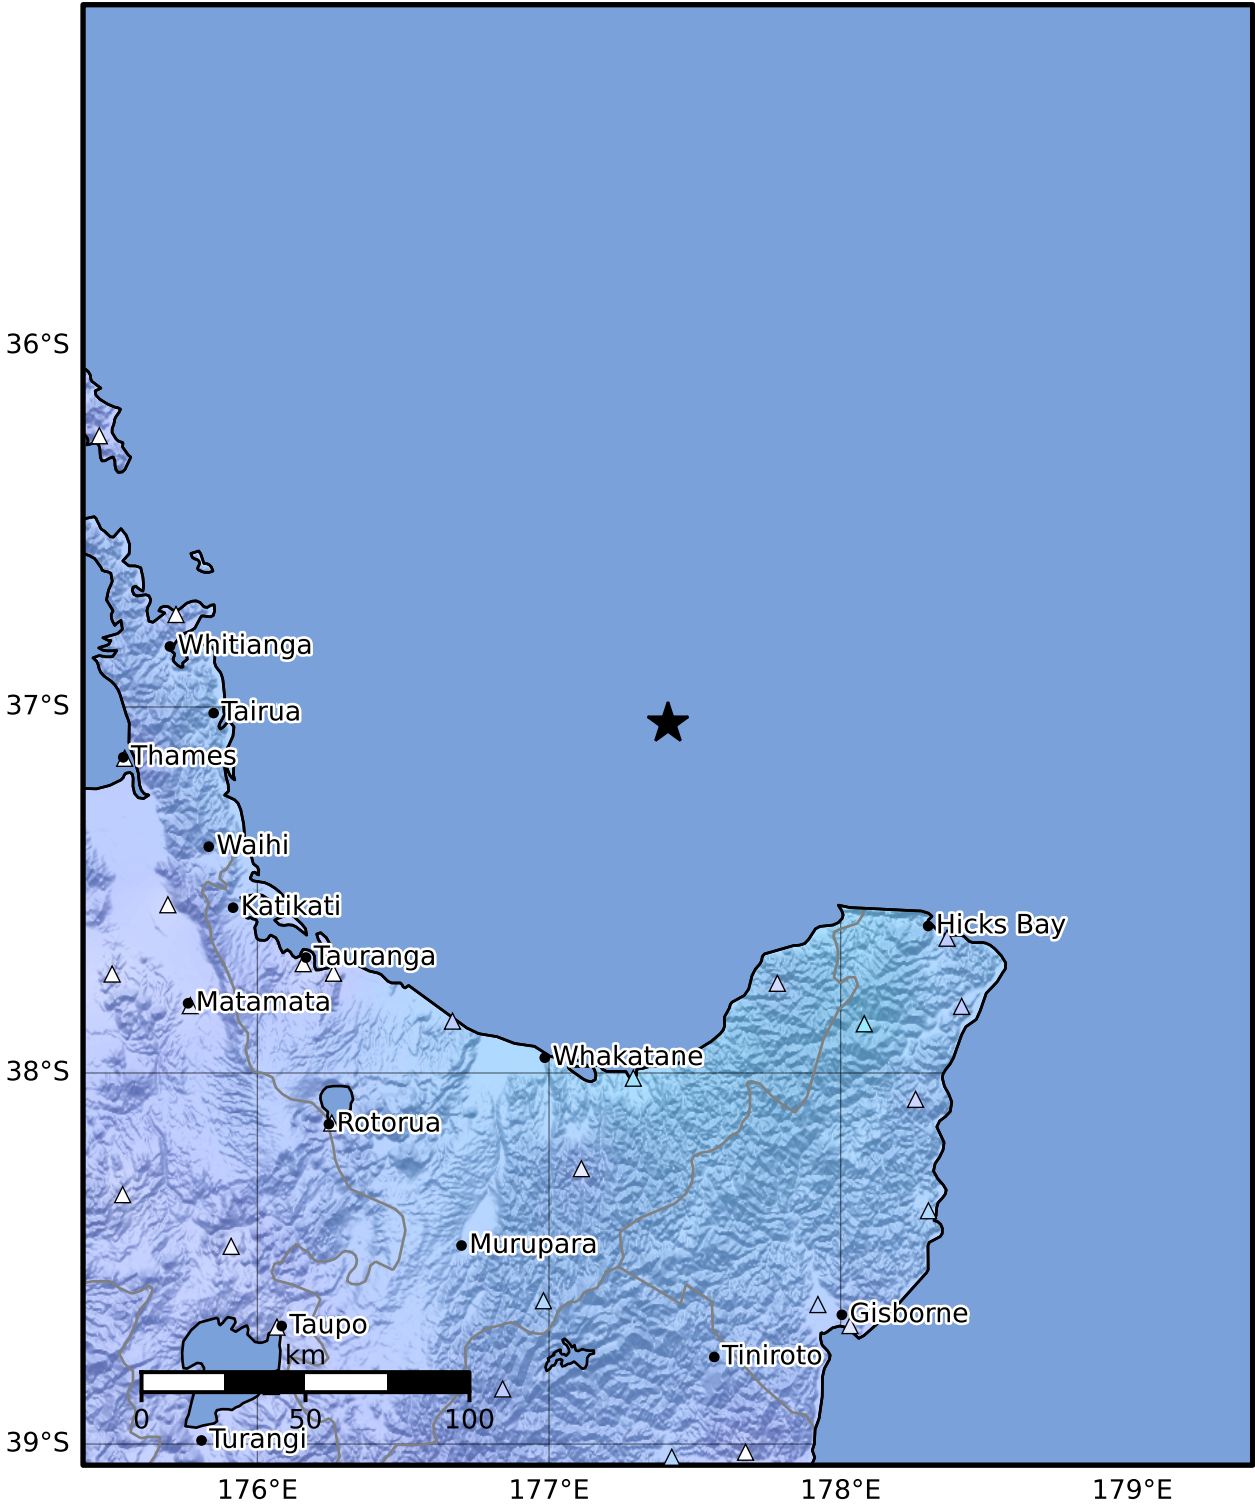 36°S
Whitianga
37°S
Tairua
Thames
Waihi
Katikati
Hicks Bay
Tauranga
Matamata
Whakatane
38°S
Rotorua
Murupara
Gisborne
Taupo
km
Tiniroto
0 50 100
Turangi
39°S
176°E 177°E 178°E 179°E